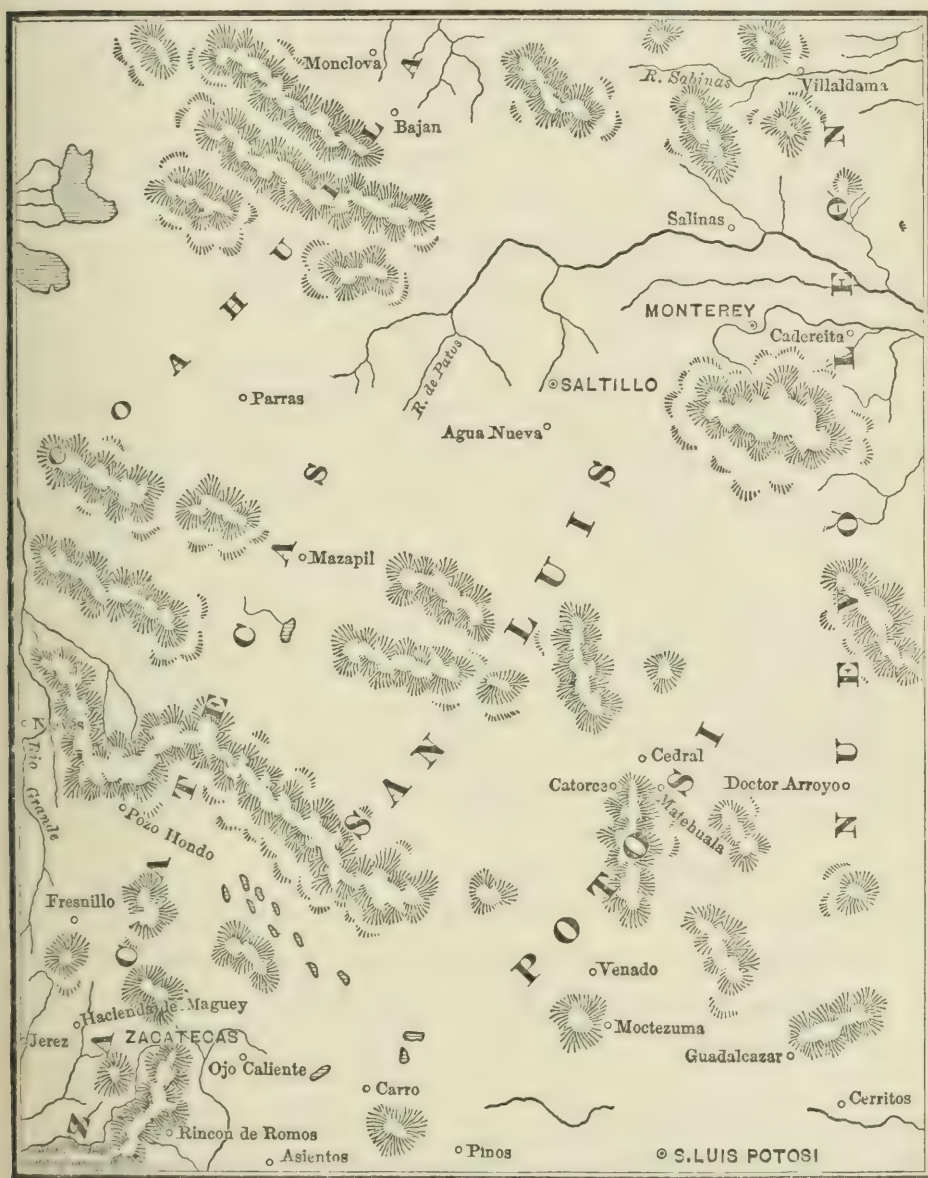 Monclova
R. Sabinas
Villaldama
Bajan
Salinas
MONTEREY
Cadereita
R. de Patos
SALTILLO
Parras
Agua Nueva
COAHUILA
Mazapil
NUEVO LEON
ZACATECAS
SAN LUIS POTOSI
Nieves
Rio Grande
Cedral
Catorce
Matehuala
Doctor Arroyo
Pozo Hondo
Fresnillo
Venado
Hacienda de Maguey
Moctezuma
Jerez
ZACATECAS
Guadalcazar
Ojo Caliente
Carro
Cerritos
Rincon de Romos
Asientos
Pinos
S. LUIS POTOSI